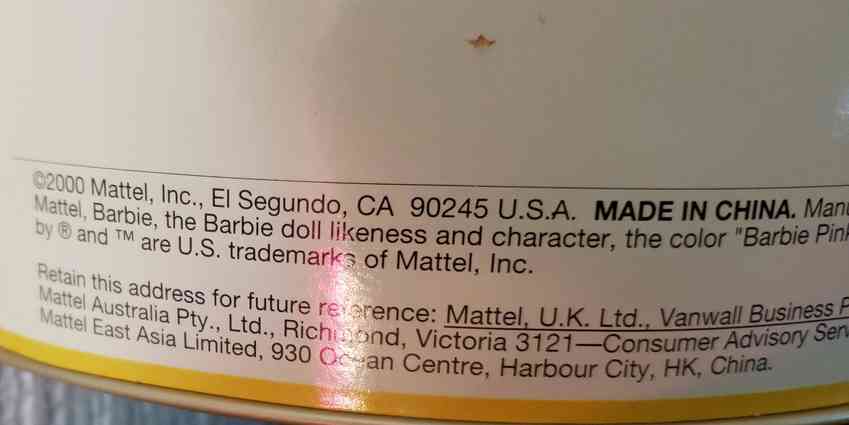 ©2000 Mattel, Inc., El Segundo, CA 90245 U.S.A. MADE IN CHINA. Manu
Mattel, Barbie, the Barbie doll likeness and character, the color "Barbie Pink
by ® and ™ are U.S. trademarks of Mattel, Inc.
Retain this address for future reference: Mattel, U.K. Ltd., Vanwall Business P
Mattel Australia Pty., Ltd., Richmond, Victoria 3121—Consumer Advisory Serv
Mattel East Asia Limited, 930 Ocean Centre, Harbour City, HK, China.